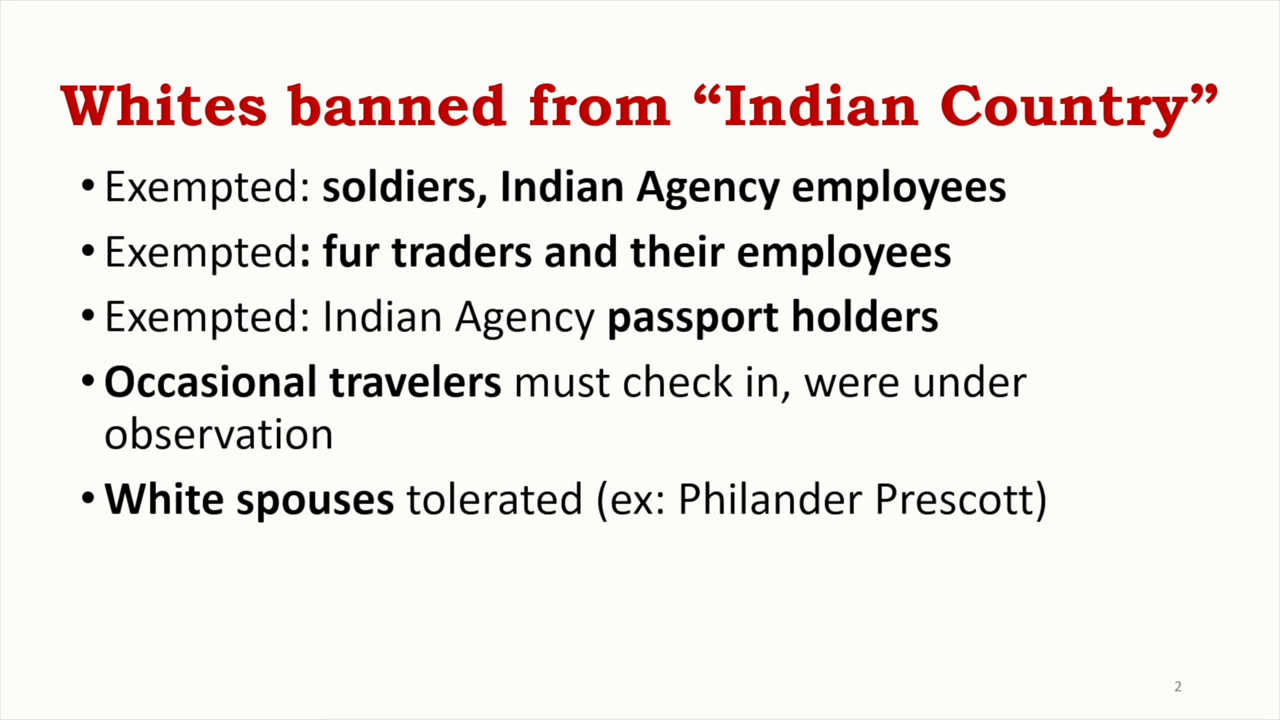 Whites banned from “Indian Country”
• Exempted: soldiers, Indian Agency employees
• Exempted: fur traders and their employees
• Exempted: Indian Agency passport holders
• Occasional travelers must check in, were under
observation
• White spouses tolerated (ex: Philander Prescott)
2